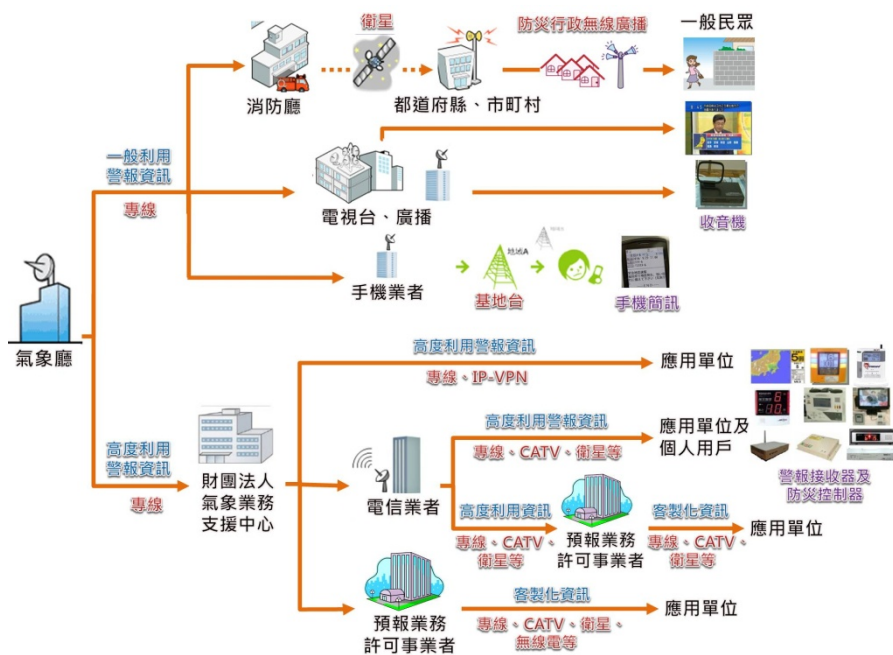 衛星
防災行政無線廣播
一般民眾
消防廳
都道府縣、市町村
一般利用
警報資訊
專線
電視台、廣播
收音機
地域A
手機業者
基地台
手機簡訊
氣象廳
高度利用警報資訊
專線、IP-VPN
應用單位
高度利用
警報資訊
專線
財團法人
氣象業務
支援中心
電信業者
高度利用警報資訊
專線、CATV、衛星等
應用單位及
個人用戶
警報接收器及
防災控制器
高度利用資訊
專線、CATV、
衛星等
預報業務
許可事業者
客製化資訊
專線、CATV、
衛星等
應用單位
預報業務
許可事業者
客製化資訊
專線、CATV、衛星、
無線電等
應用單位